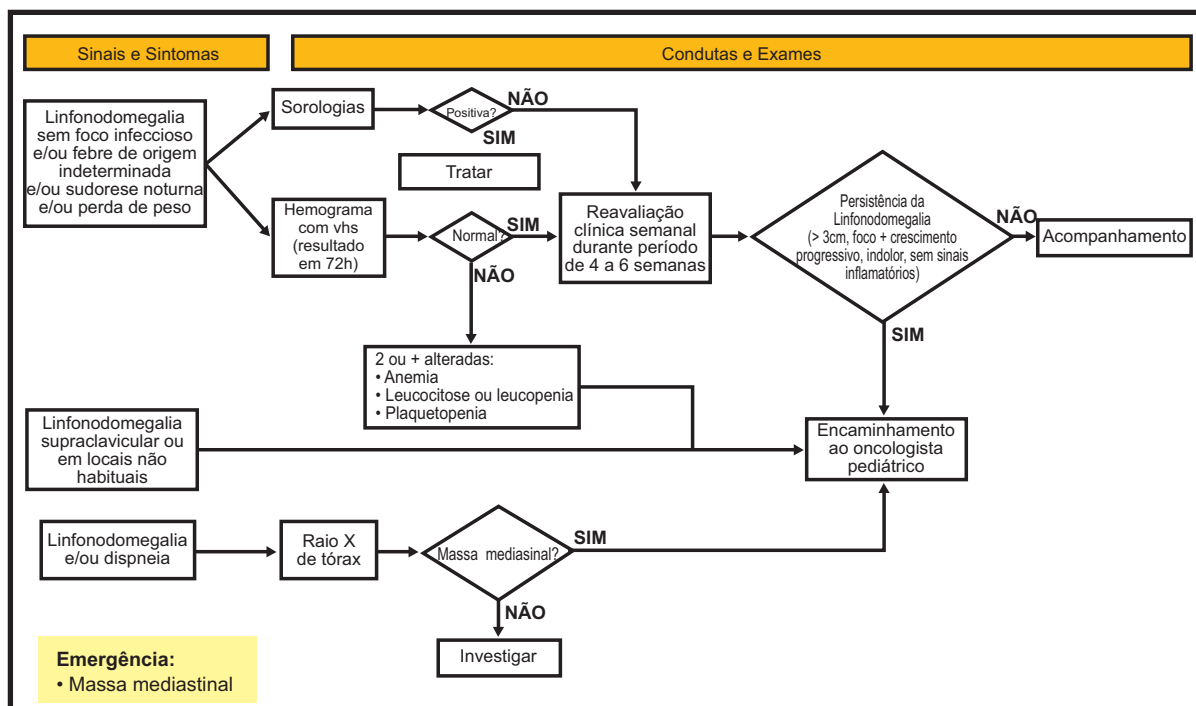 Sinais e Sintomas
Condutas e Exames
Linfonodomegalia
sem foco infeccioso
e/ou febre de origem
indeterminada
e/ou sudorese noturna
e/ou perda de peso
Sorologias
Positiva?
NÃO
SIM
Tratar
Hemograma
com vhs
(resultado
em 72h)
Normal?
SIM
NÃO
Reavaliação
clínica semanal
durante período
de 4 a 6 semanas
Persistência da
Linfonodomegalia
(> 3cm, foco + crescimento
progressivo, indolor, sem sinais
inflamatórios)
NÃO
Acompanhamento
SIM
2 ou + alteradas:
• Anemia
• Leucocitose ou leucopenia
• Plaquetopenia
Linfonodomegalia
supraclavicular ou
em locais não
habituais
Encaminhamento
ao oncologista
pediátrico
Linfonodomegalia
e/ou dispneia
Raio X
de tórax
Massa mediasinal?
SIM
NÃO
Investigar
Emergência:
• Massa mediastinal